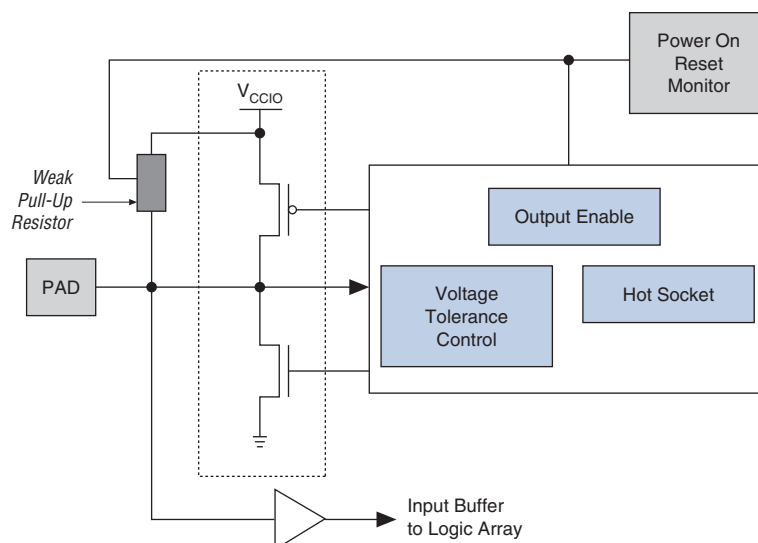 Power On
Reset
Monitor
VCCIO
Weak
Pull-Up
Resistor
Output Enable
PAD
Voltage
Tolerance
Control
Hot Socket
Input Buffer
to Logic Array